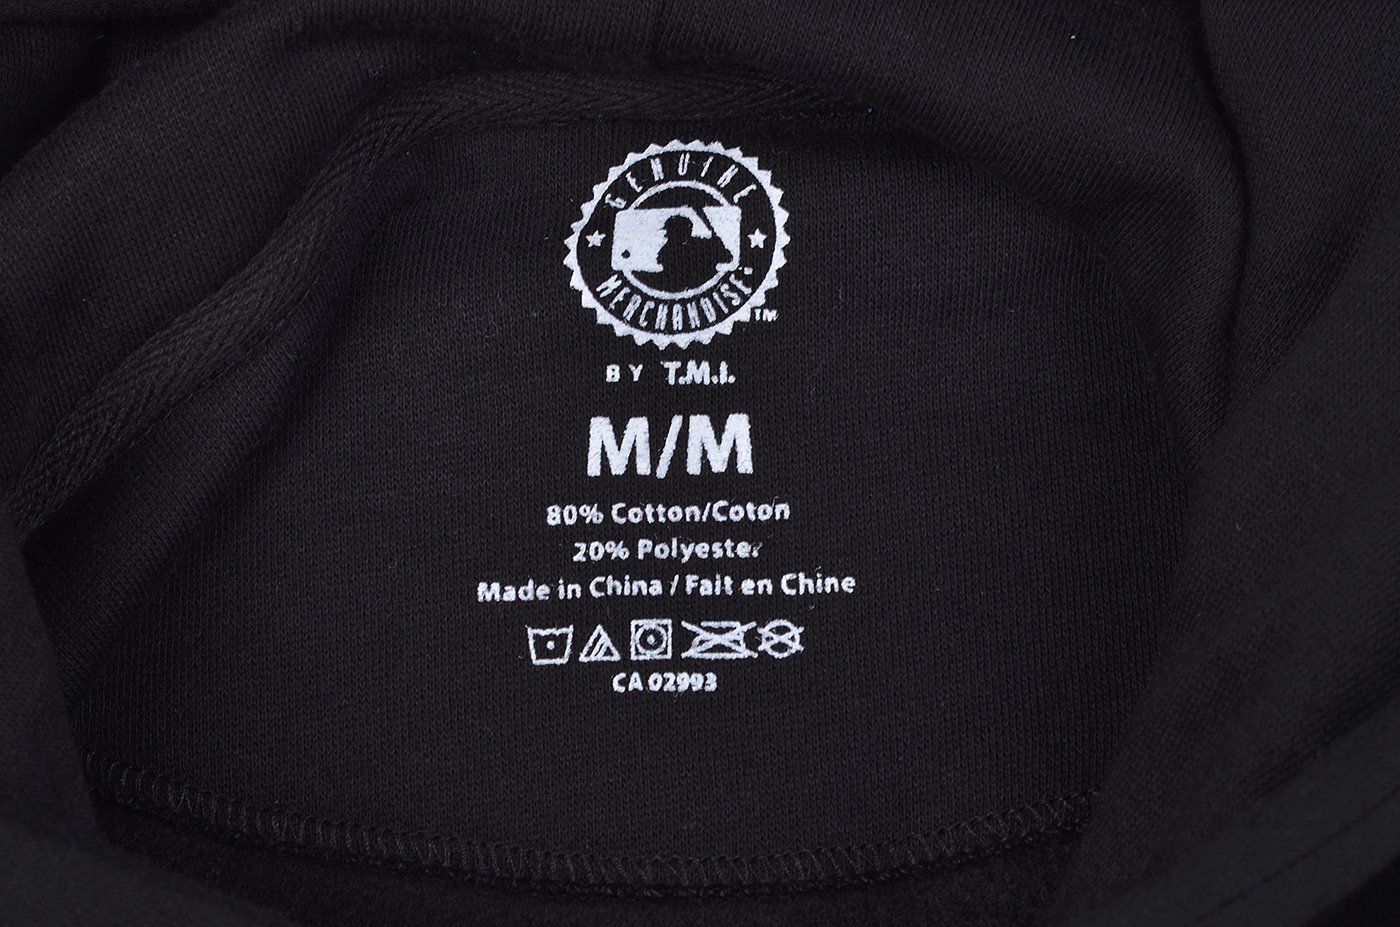 GENUINE
MERCHANDISE
TM
BY T.M.I.
M/M
80% Cotton/Coton
20% Polyester
Made in China / Fait en Chine
CA 02993